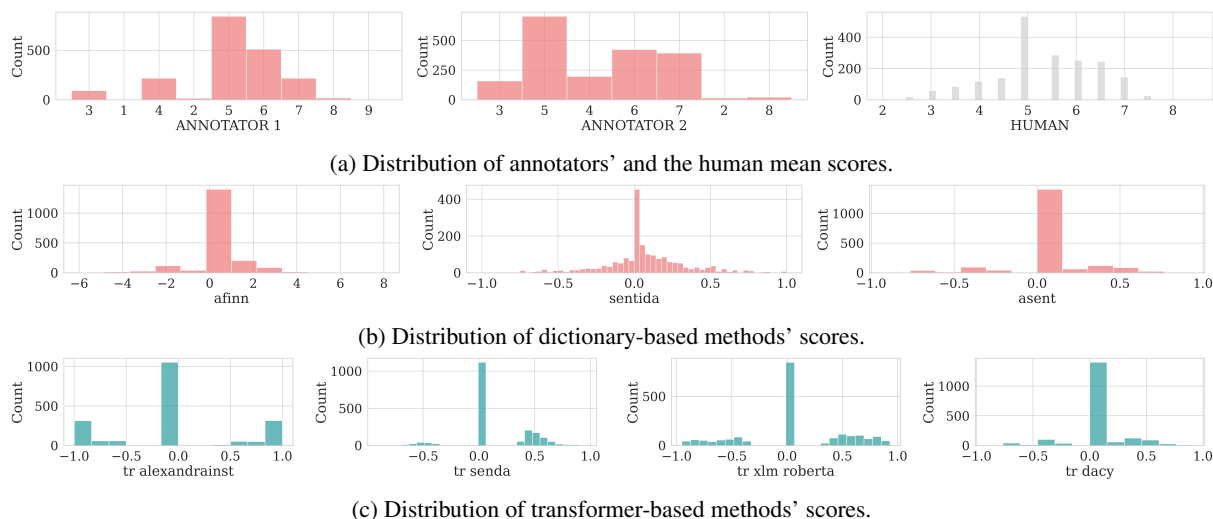 Count
500
0
3 1 4 2 5 6 7 8 9
ANNOTATOR 1
Count
500
250
0
3 5 4 6 7 2 8
ANNOTATOR 2
Count
400
200
0
2 3 4 5 6 7 8
HUMAN
(a) Distribution of annotators’ and the human mean scores.
Count
1000
500
0
−6 −4 −2 0 2 4 6 8
afinn
Count
400
200
0
−1.0 −0.5 0.0 0.5 1.0
sentida
Count
1000
500
0
−1.0 −0.5 0.0 0.5 1.0
asent
(b) Distribution of dictionary-based methods’ scores.
Count
1000
500
0
−1.0 −0.5 0.0 0.5 1.0
tr alexandrainst
Count
1000
500
0
−0.5 0.0 0.5 1.0
tr senda
Count
500
0
−1.0 −0.5 0.0 0.5 1.0
tr xlm roberta
Count
1000
500
0
−1.0 −0.5 0.0 0.5 1.0
tr dacy
(c) Distribution of transformer-based methods’ scores.